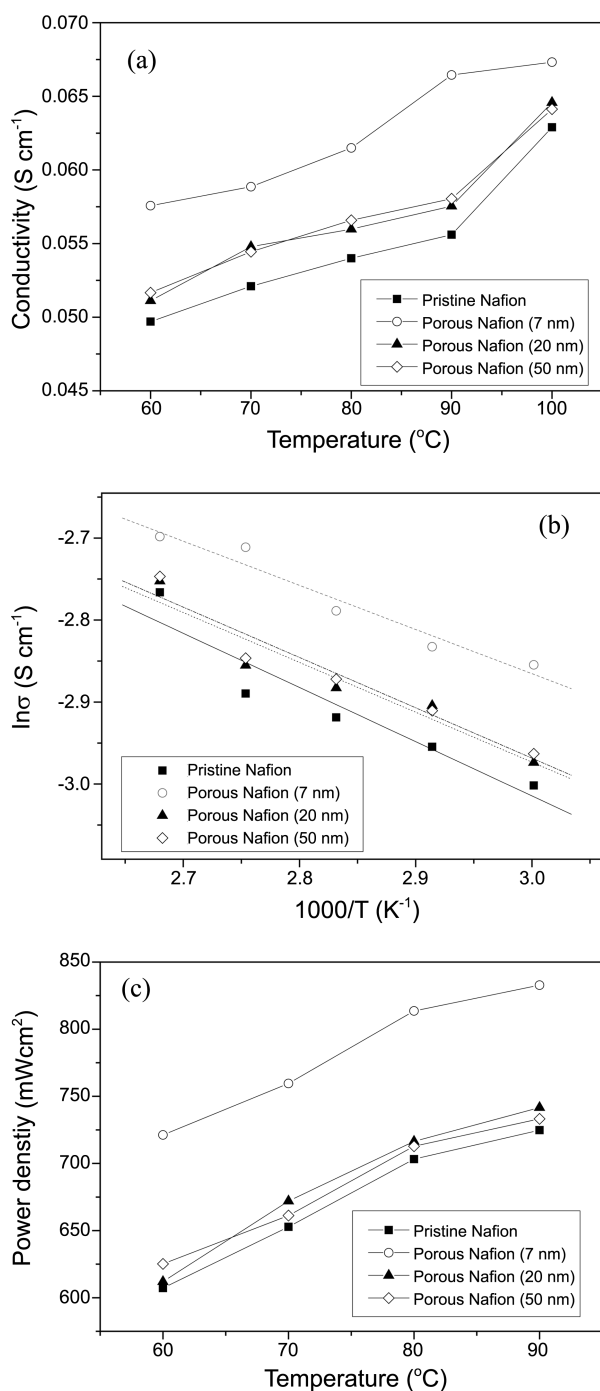 (a)
Conductivity (S cm⁻¹)
0.070
0.065
0.060
0.055
0.050
0.045
Pristine Nafion
Porous Nafion (7 nm)
Porous Nafion (20 nm)
Porous Nafion (50 nm)
60 70 80 90 100
Temperature (°C)
(b)
lnσ (S cm⁻¹)
-2.7
-2.8
-2.9
-3.0
Pristine Nafion
Porous Nafion (7 nm)
Porous Nafion (20 nm)
Porous Nafion (50 nm)
2.7 2.8 2.9 3.0
1000/T (K⁻¹)
(c)
Power denstiy (mWcm²)
850
800
750
700
650
600
Pristine Nafion
Porous Nafion (7 nm)
Porous Nafion (20 nm)
Porous Nafion (50 nm)
60 70 80 90
Temperature (°C)